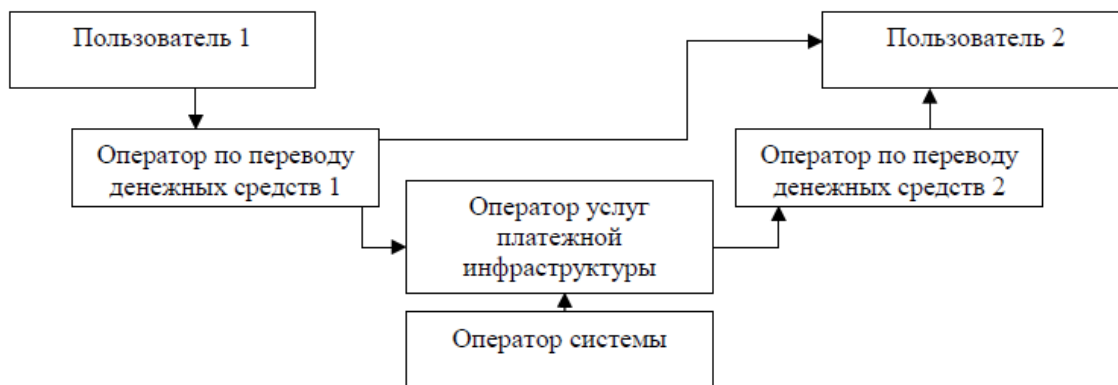 Пользователь 1
Пользователь 2
Оператор по переводу
денежных средств 1
Оператор по переводу
денежных средств 2
Оператор услуг
платежной
инфраструктуры
Оператор системы